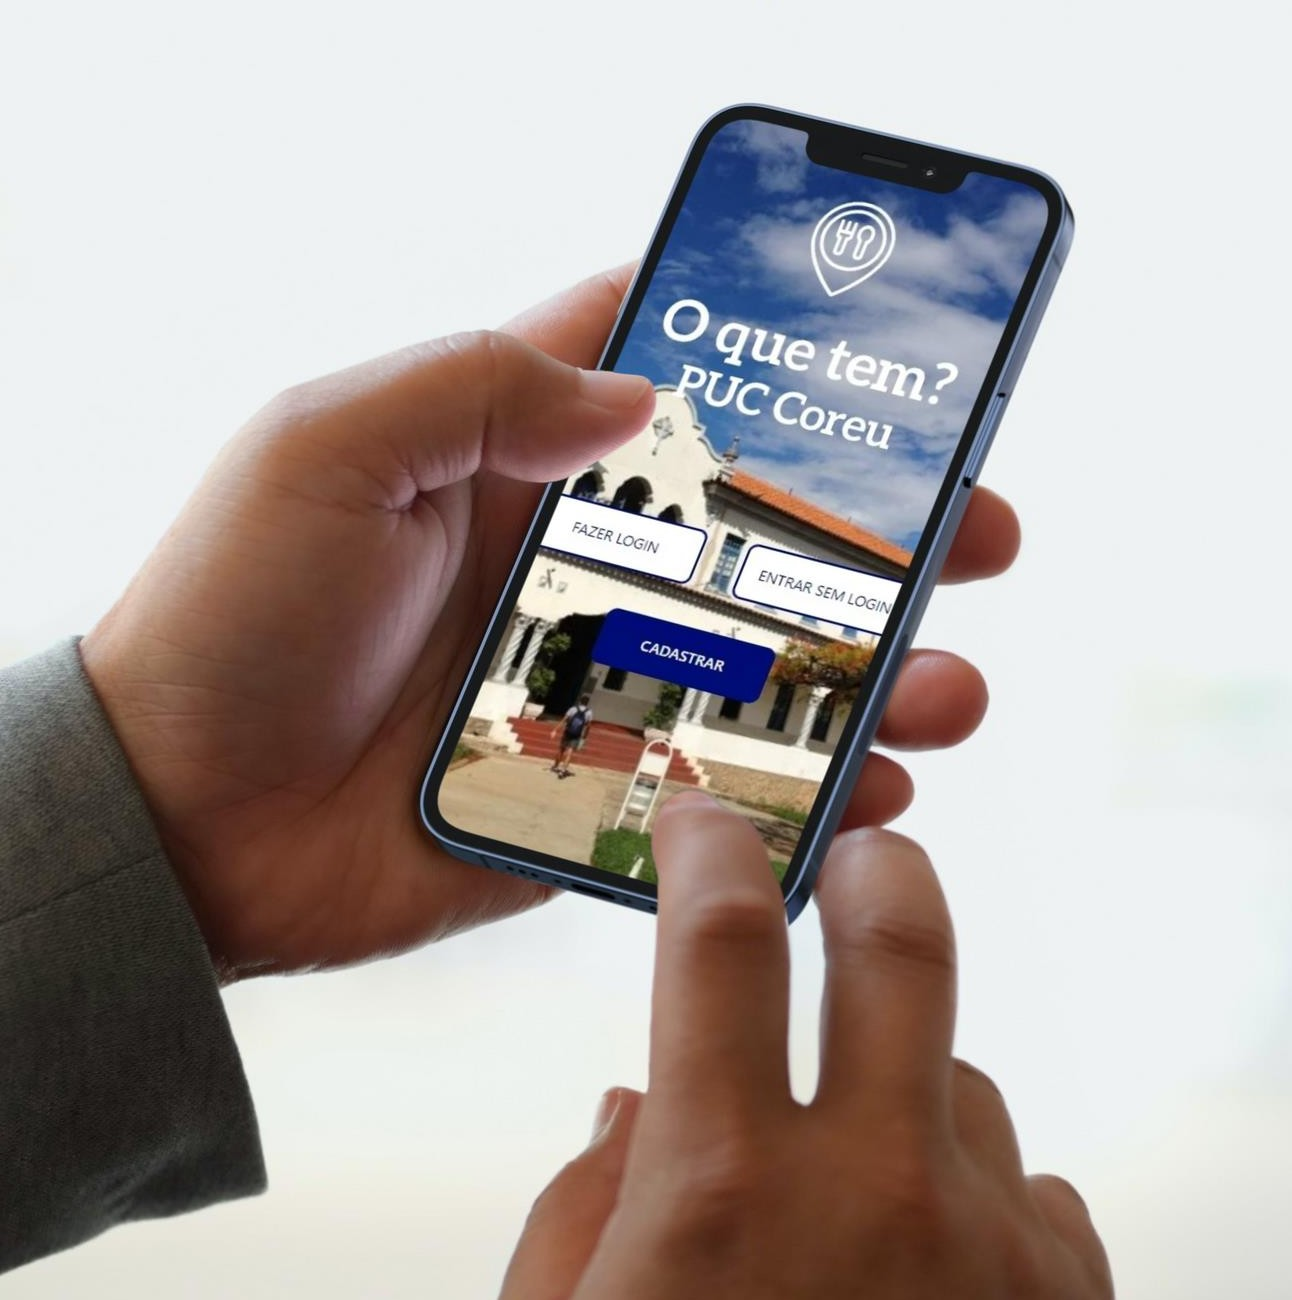 O que tem?
PUC Coreu
FAZER LOGIN
ENTRAR SEM LOGIN
CADASTRAR